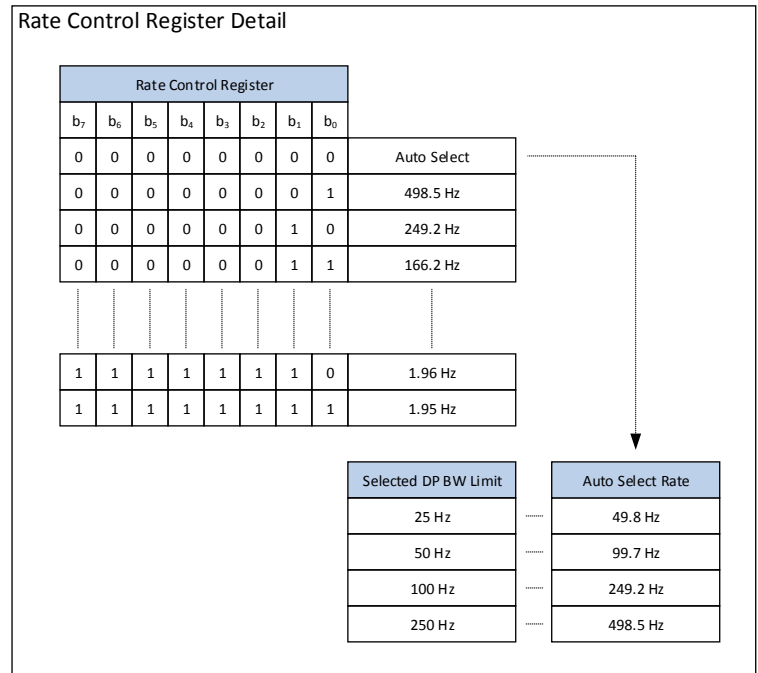 Rate Control Register Detail
Rate Control Register
b₇ b₆ b₅ b₄ b₃ b₂ b₁ b₀
0 0 0 0 0 0 0 0 Auto Select
0 0 0 0 0 0 0 1 498.5 Hz
0 0 0 0 0 0 1 0 249.2 Hz
0 0 0 0 0 0 1 1 166.2 Hz
1 1 1 1 1 1 1 0 1.96 Hz
1 1 1 1 1 1 1 1 1.95 Hz
Selected DP BW Limit Auto Select Rate
25 Hz 49.8 Hz
50 Hz 99.7 Hz
100 Hz 249.2 Hz
250 Hz 498.5 Hz